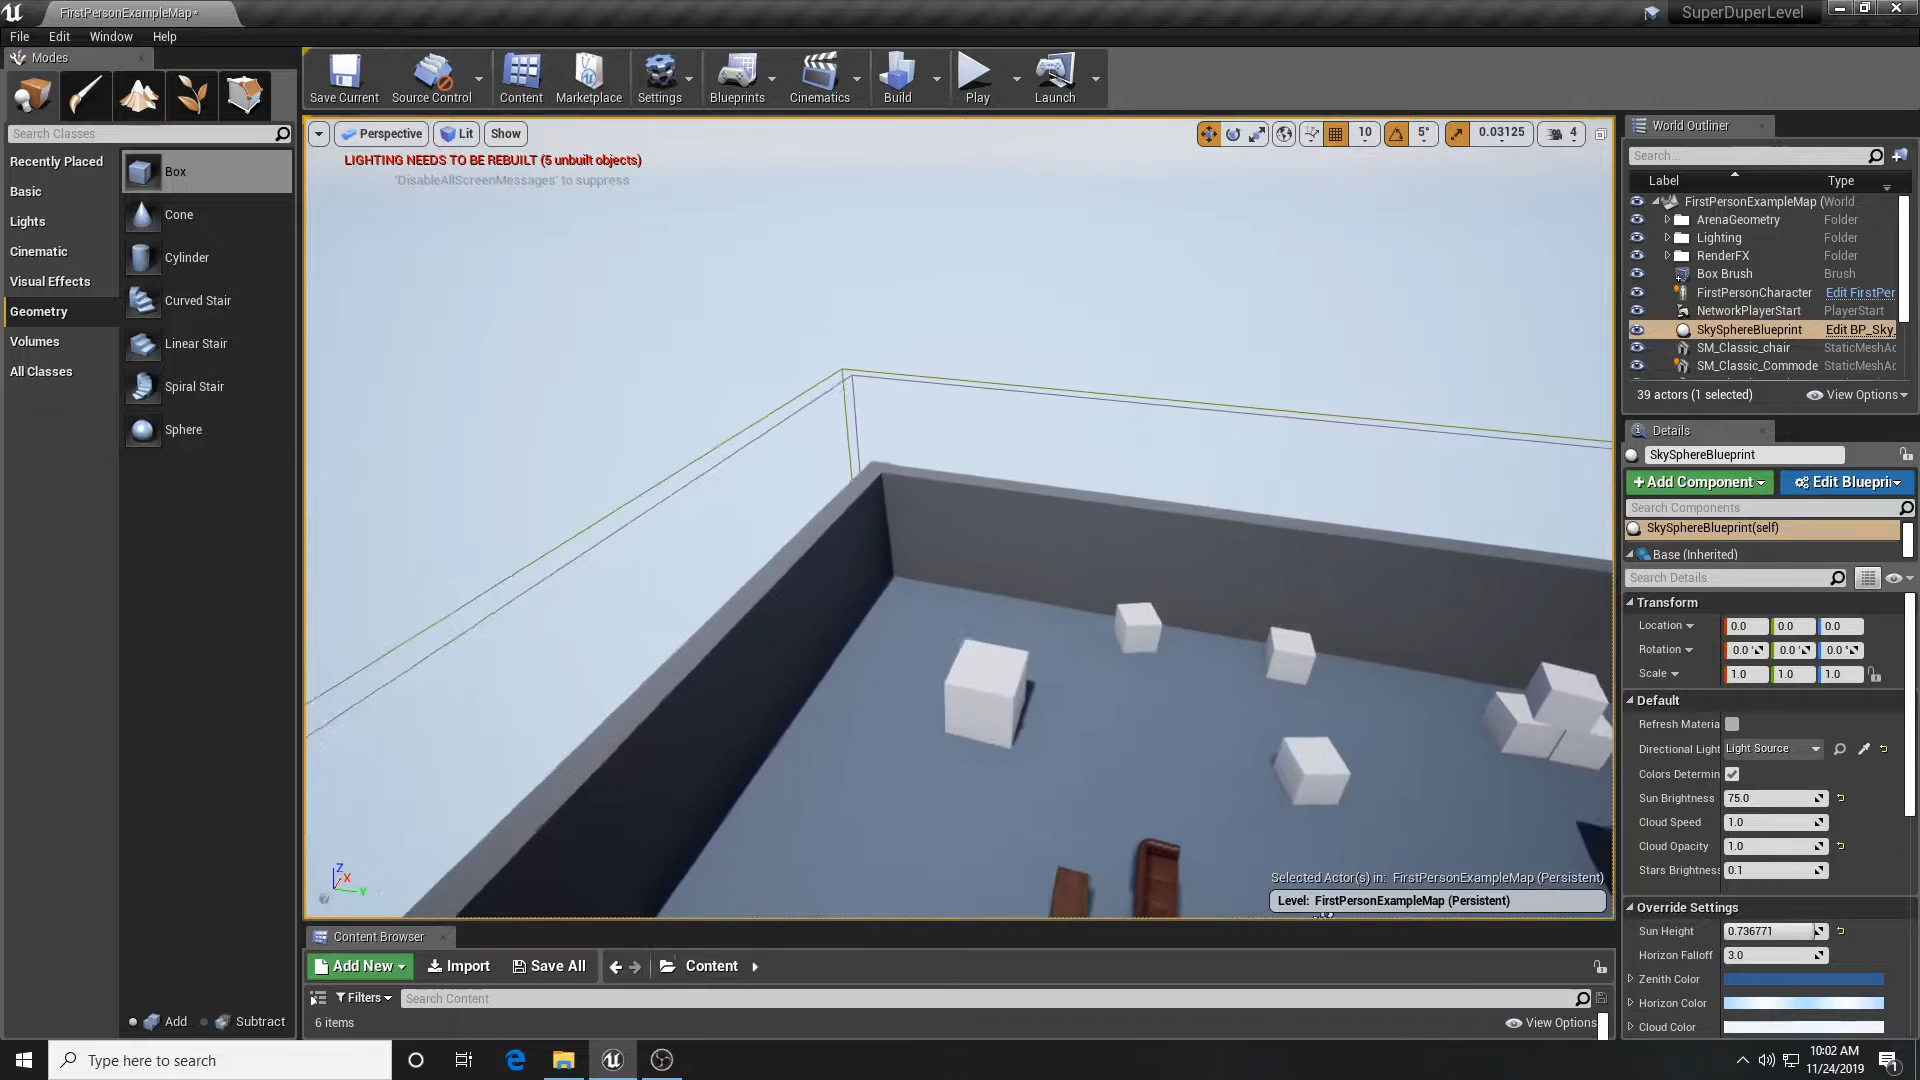 FirstPersonExampleMap*
SuperDuperLevel
File Edit Window Help
Modes
Save Current
Source Control
Content
Marketplace
Settings
Blueprints
Cinematics
Build
Play
Launch
Search Classes
Recently Placed
Basic
Lights
Cinematic
Visual Effects
Geometry
Volumes
All Classes
Box
Cone
Cylinder
Curved Stair
Linear Stair
Spiral Stair
Sphere
Add Subtract
Perspective Lit Show
10 5° 0.03125 4
LIGHTING NEEDS TO BE REBUILT (5 unbuilt objects)
'DisableAllScreenMessages' to suppress
Z
X
Y
Selected Actor(s) in: FirstPersonExampleMap (Persistent)
Level: FirstPersonExampleMap (Persistent)
Content Browser
Add New Import Save All Content
Filters Search Content
6 items
View Options
World Outliner
Search...
Label Type
FirstPersonExampleMap ( World
ArenaGeometry Folder
Lighting Folder
RenderFX Folder
Box Brush Brush
FirstPersonCharacter Edit FirstPer
NetworkPlayerStart PlayerStart
SkySphereBlueprint Edit BP_Sky_
SM_Classic_chair StaticMeshAc
SM_Classic_Commode StaticMeshAc
39 actors (1 selected) View Options
Details
SkySphereBlueprint
+Add Component Edit Blueprin
Search Components
SkySphereBlueprint(self)
Base (Inherited)
Search Details
Transform
Location 0.0 0.0 0.0
Rotation 0.0 ° 0.0 ° 0.0 °
Scale 1.0 1.0 1.0
Default
Refresh Materia
Directional Light Light Source
Colors Determin
Sun Brightness 75.0
Cloud Speed 1.0
Cloud Opacity 1.0
Stars Brightness 0.1
Override Settings
Sun Height 0.736771
Horizon Falloff 3.0
Zenith Color
Horizon Color
Cloud Color
Type here to search
10:02 AM
11/24/2019
1